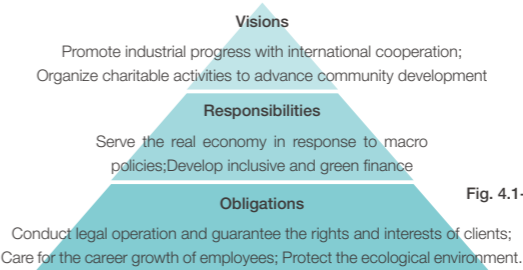 Visions
Promote industrial progress with international cooperation;
Organize charitable activities to advance community development
Responsibilities
Serve the real economy in response to macro
policies;Develop inclusive and green finance
Fig. 4.1-
Obligations
Conduct legal operation and guarantee the rights and interests of clients;
Care for the career growth of employees; Protect the ecological environment.